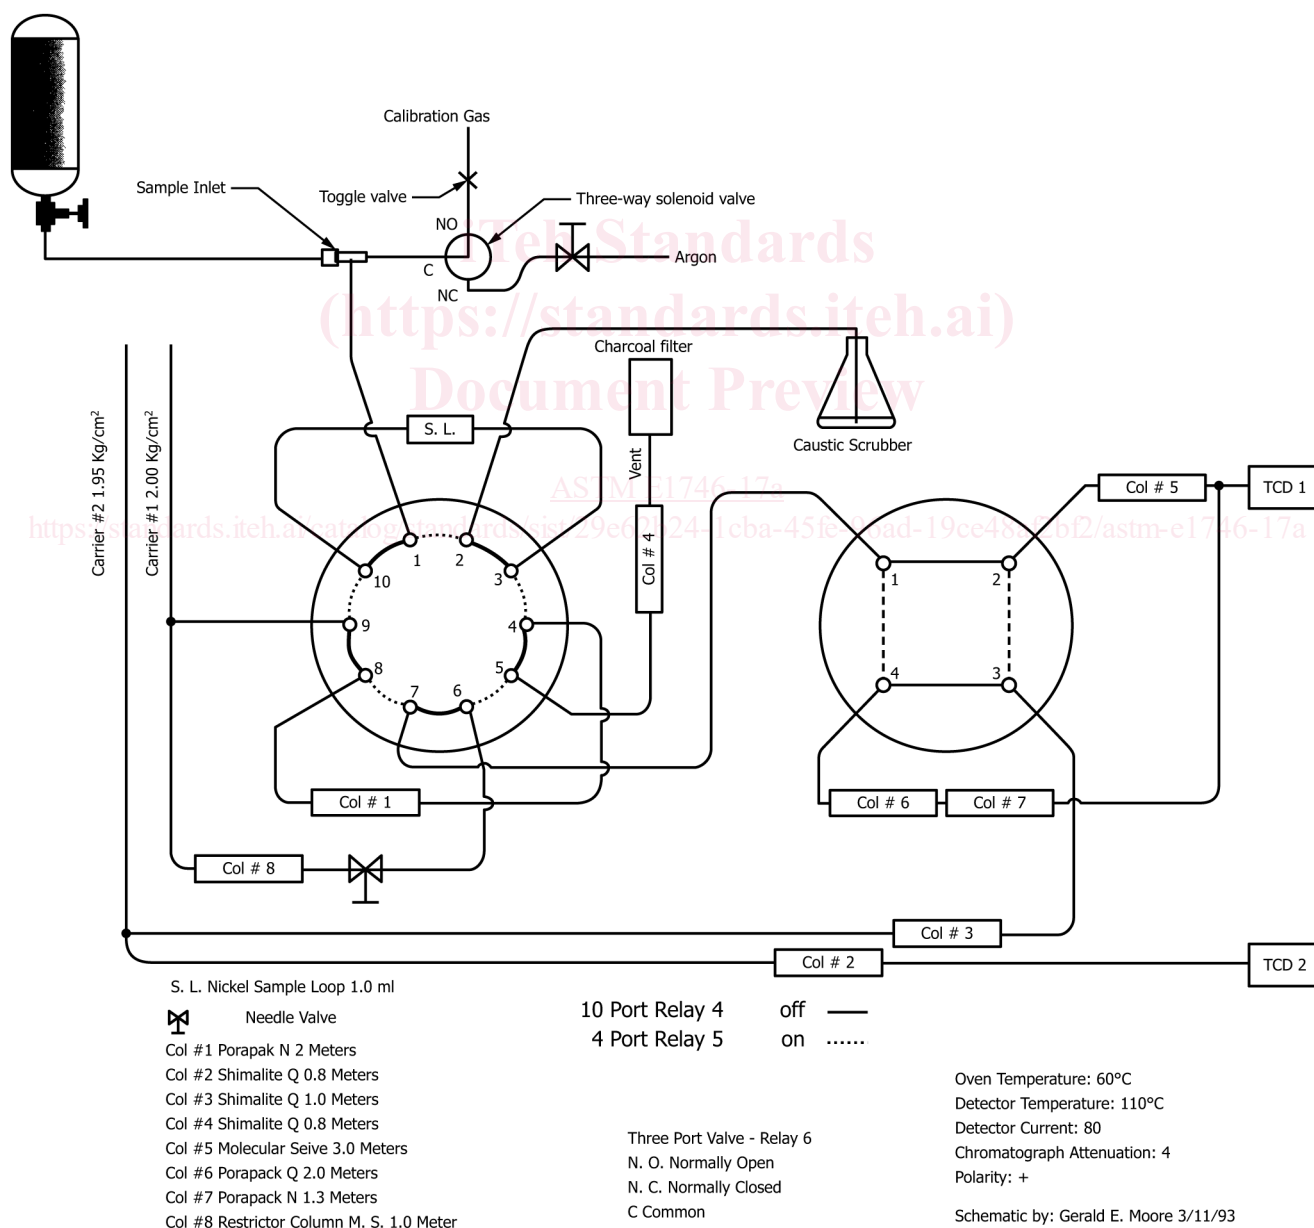 Calibration Gas
Sample Inlet
Toggle valve
Three-way solenoid valve
NO
C
NC
Argon
iTeh Standards
(https://standards.iteh.ai)
Document Preview
Charcoal filter
Caustic Scrubber
S. L.
Vent
Carrier #2 1.95 Kg/cm²
Carrier #1 2.00 Kg/cm²
Col # 4
Col # 5
TCD 1
ASTM E1746-17a
1
2
3
4
5
6
7
8
9
10
1
2
3
4
Col # 1
Col # 6
Col # 7
Col # 8
Col # 3
Col # 2
TCD 2
S. L. Nickel Sample Loop 1.0 ml
Needle Valve
Col #1 Porapak N 2 Meters
Col #2 Shimalite Q 0.8 Meters
Col #3 Shimalite Q 1.0 Meters
Col #4 Shimalite Q 0.8 Meters
Col #5 Molecular Seive 3.0 Meters
Col #6 Porapack Q 2.0 Meters
Col #7 Porapack N 1.3 Meters
Col #8 Restrictor Column M. S. 1.0 Meter
10 Port Relay 4 off
4 Port Relay 5 on
Three Port Valve - Relay 6
N. O. Normally Open
N. C. Normally Closed
C Common
Oven Temperature: 60°C
Detector Temperature: 110°C
Detector Current: 80
Chromatograph Attenuation: 4
Polarity: +
Schematic by: Gerald E. Moore 3/11/93